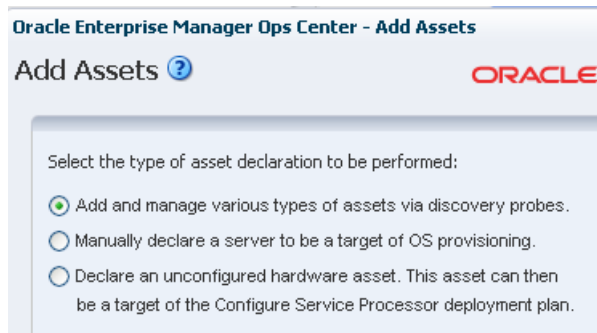 Oracle Enterprise Manager Ops Center - Add Assets
Add Assets ?
ORACLE
Select the type of asset declaration to be performed:
Add and manage various types of assets via discovery probes.
Manually declare a server to be a target of OS provisioning.
Declare an unconfigured hardware asset. This asset can then
be a target of the Configure Service Processor deployment plan.